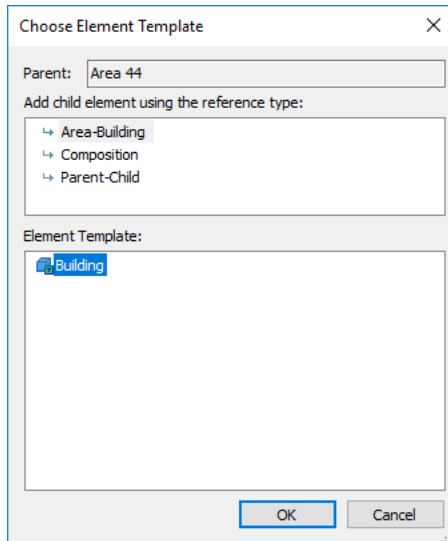 Choose Element Template
Parent: Area 44
Add child element using the reference type:
Area-Building
Composition
Parent-Child
Element Template:
Building
OK Cancel